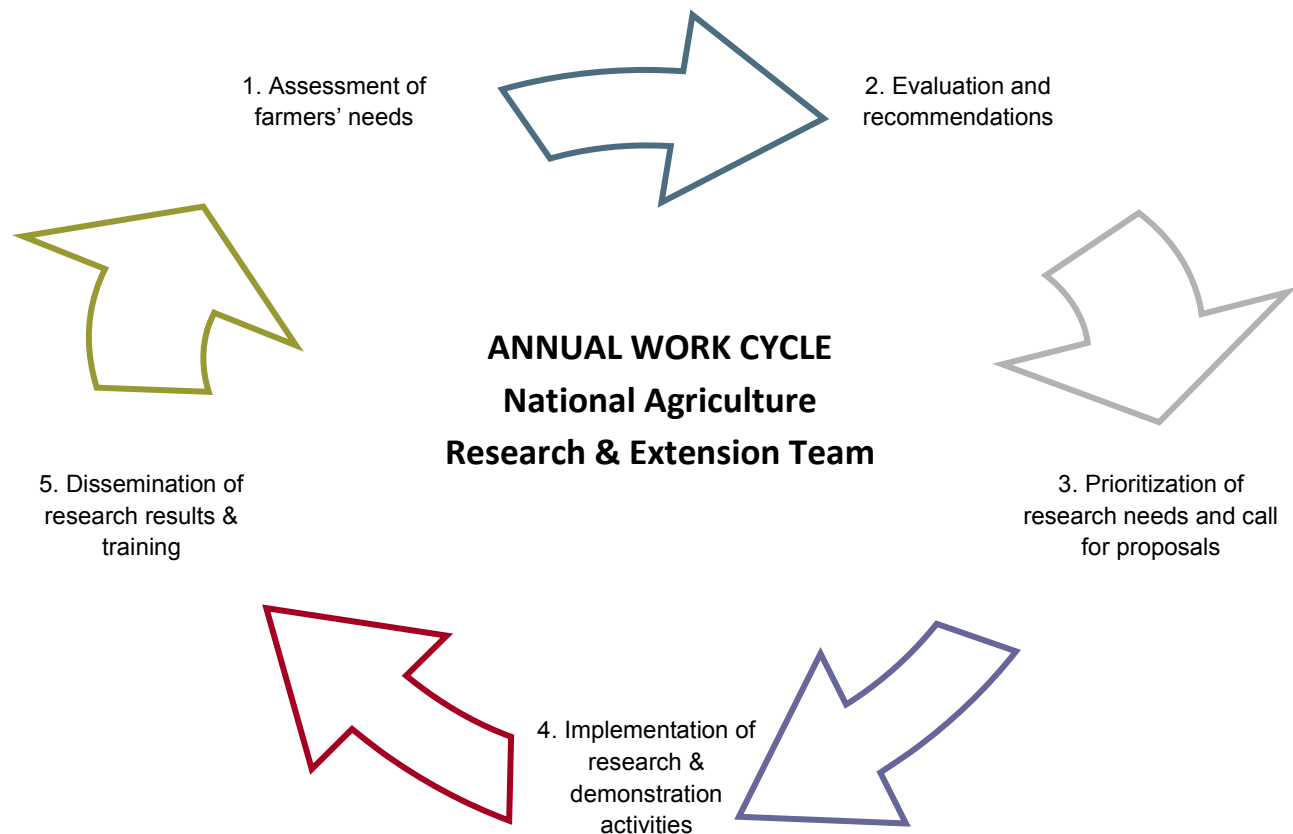 1. Assessment of
farmers’ needs
2. Evaluation and
recommendations
ANNUAL WORK CYCLE
National Agriculture
Research & Extension Team
3. Prioritization of
research needs and call
for proposals
4. Implementation of
research &
demonstration
activities
5. Dissemination of
research results &
training